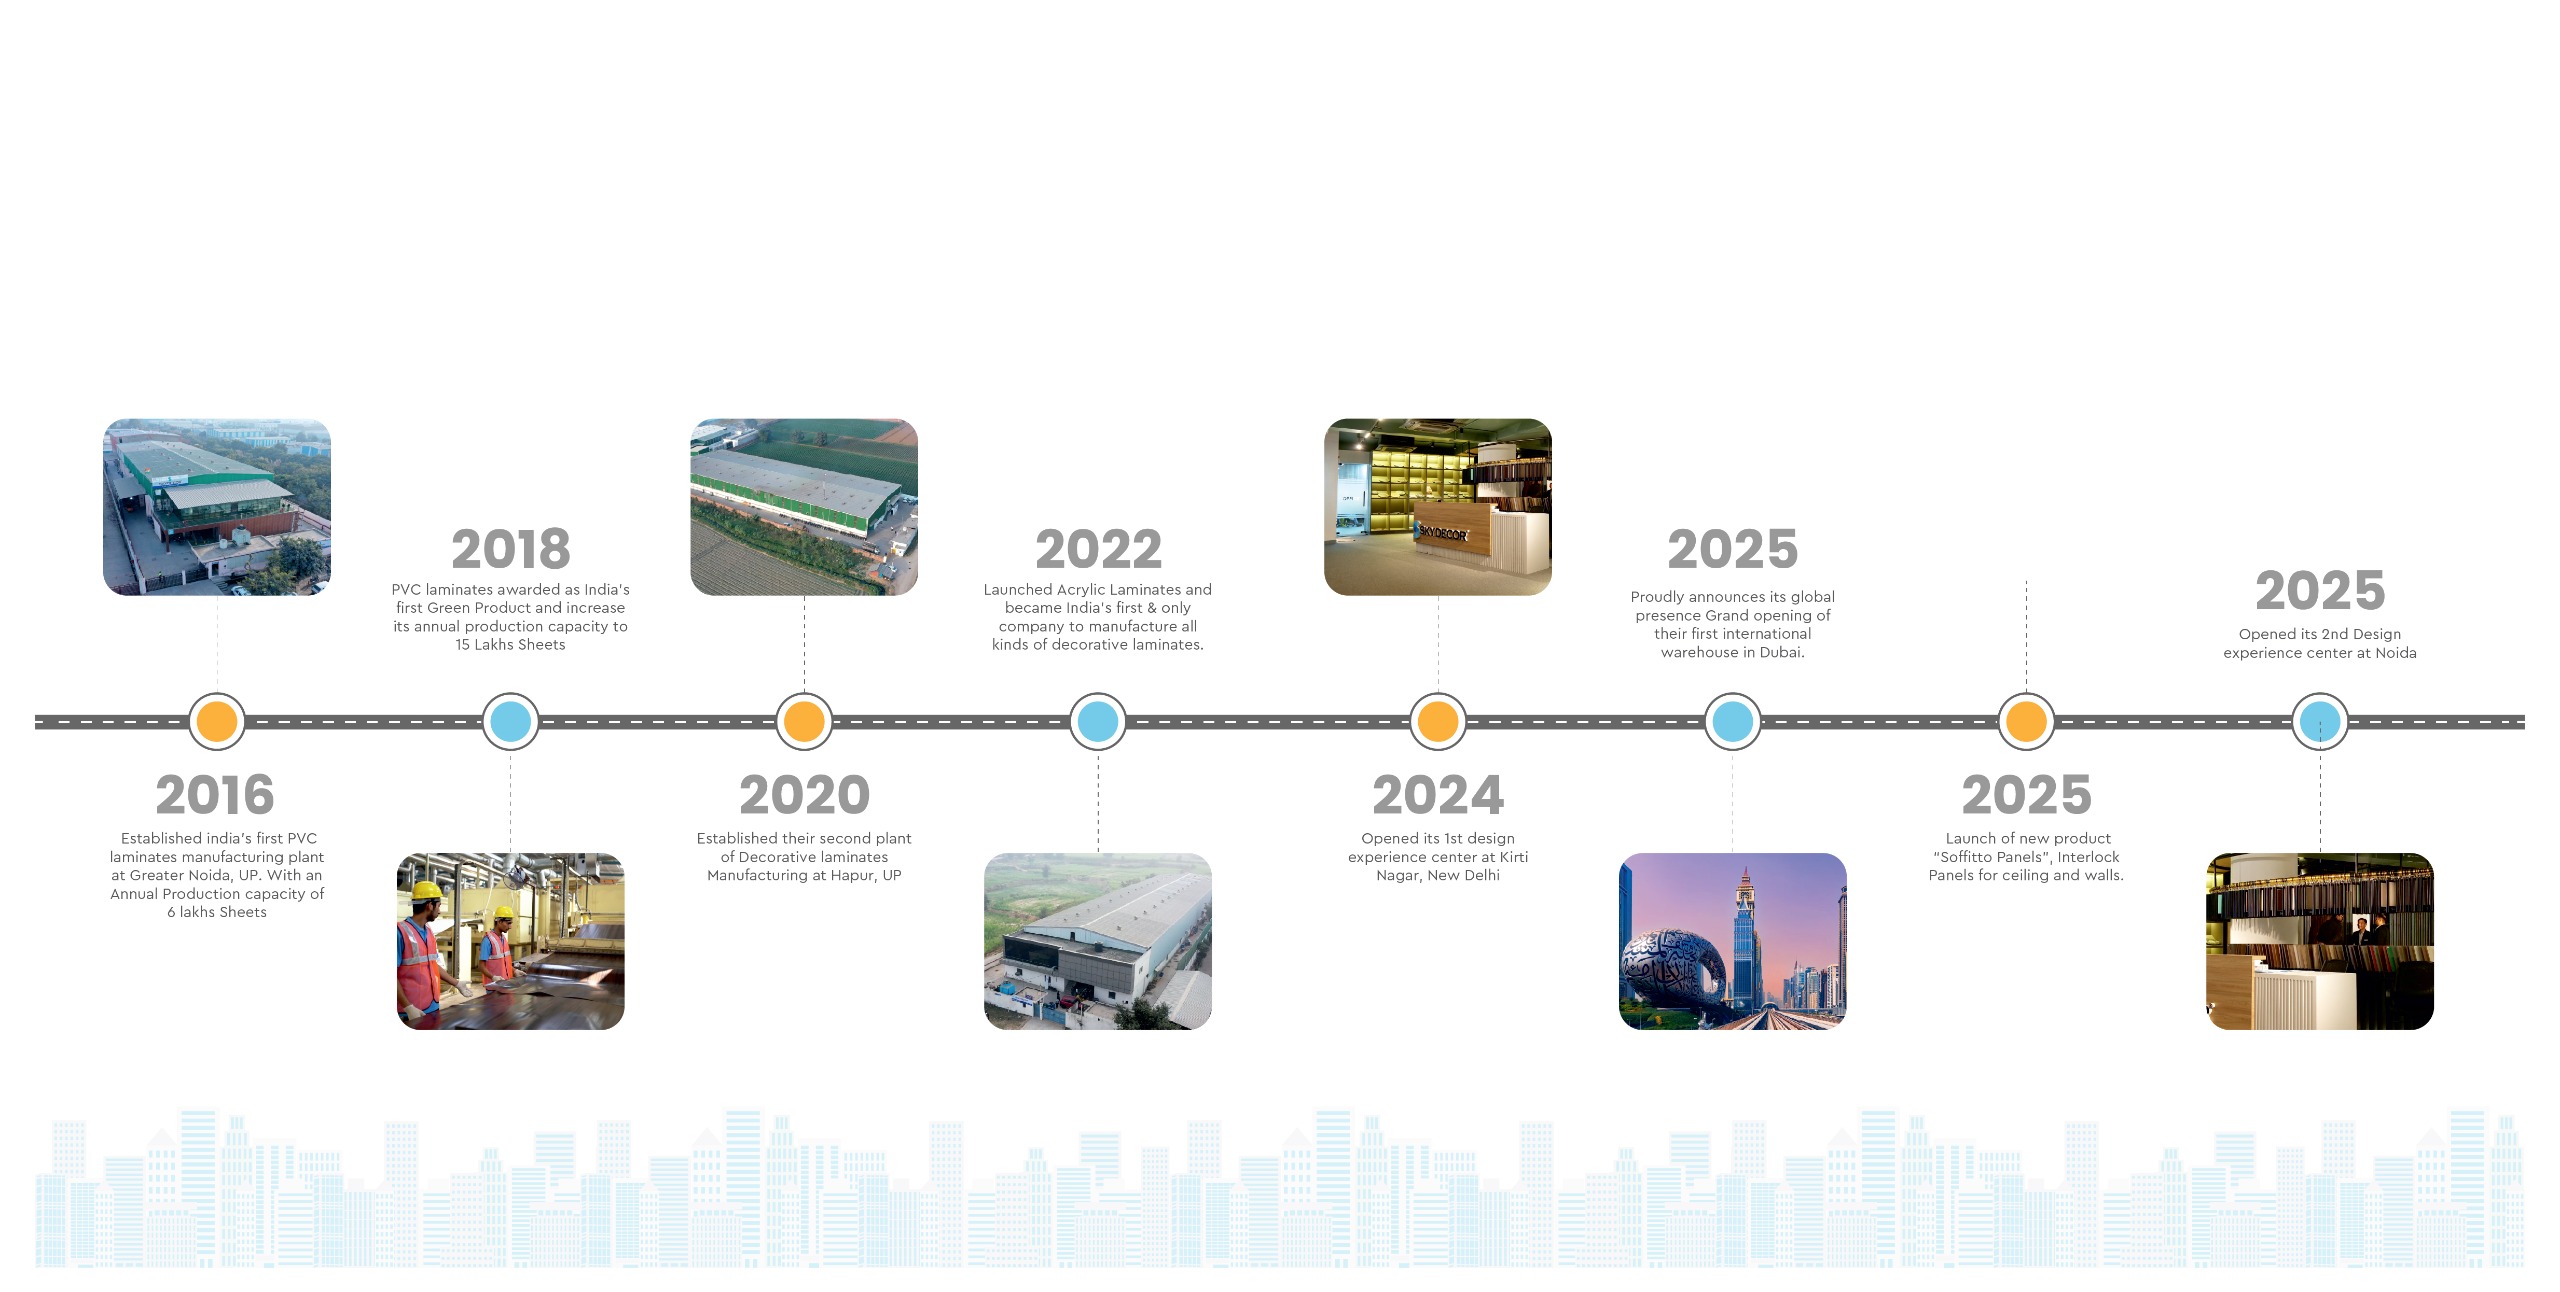 2016
Established india's first PVC
laminates manufacturing plant
at Greater Noida, UP. With an
Annual Production capacity of
6 lakhs Sheets
2018
PVC laminates awarded as India's
first Green Product and increase
its annual production capacity to
15 Lakhs Sheets
2020
Established their second plant
of Decorative laminates
Manufacturing at Hapur, UP
2022
Launched Acrylic Laminates and
became India's first & only
company to manufacture all
kinds of decorative laminates.
SKYDECOR
2024
Opened its 1st design
experience center at Kirti
Nagar, New Delhi
2025
Proudly announces its global
presence Grand opening of
their first international
warehouse in Dubai.
2025
Launch of new product
“Soffitto Panels”, Interlock
Panels for ceiling and walls.
2025
Opened its 2nd Design
experience center at Noida